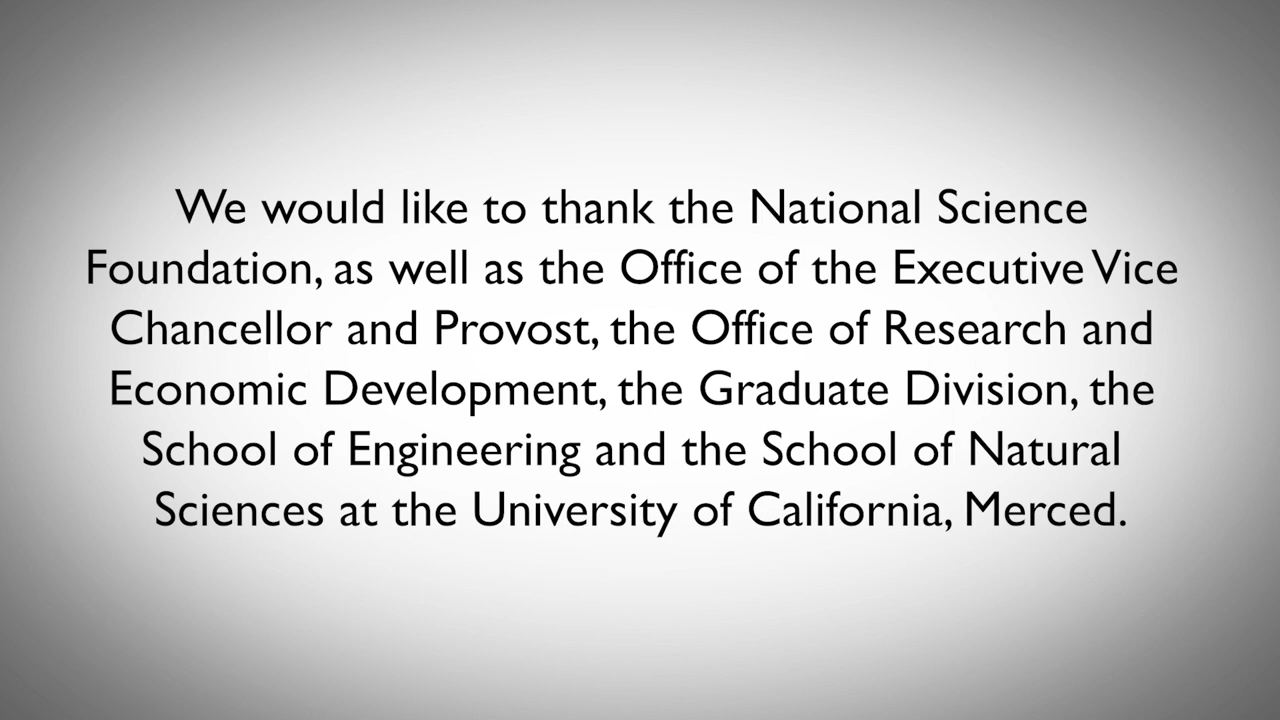 We would like to thank the National Science
Foundation, as well as the Office of the Executive Vice
Chancellor and Provost, the Office of Research and
Economic Development, the Graduate Division, the
School of Engineering and the School of Natural
Sciences at the University of California, Merced.